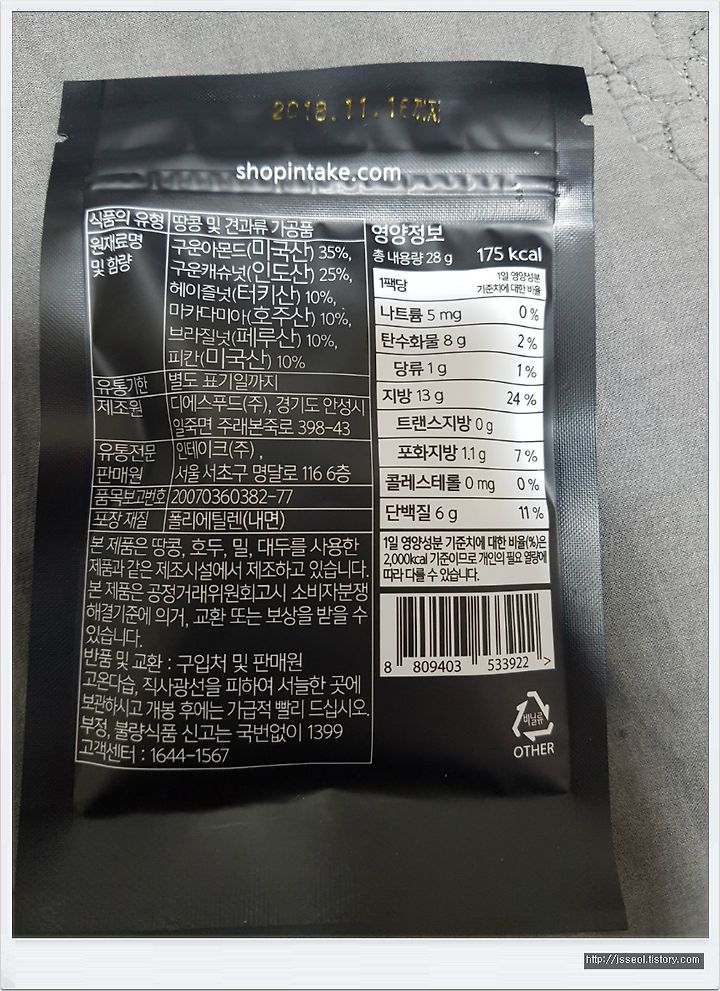 2018.11.16까지
shopintake.com
식품의 유형 땅콩 및 견과류 가공품
원재료명 및 함량
구운아몬드(미국산) 35%,
구운캐슈넛(인도산) 25%,
헤이즐넛(터키산) 10%,
마카다미아(호주산) 10%,
브라질넛(페루산) 10%,
피칸(미국산) 10%
유통기한 별도 표기일까지
제조원 디에스푸드(주), 경기도 안성시
일죽면 주래본죽로 398-43
유통전문 판매원
인테이크(주) ,
서울 서초구 명달로 116 6층
품목보고번호 20070360382-77
포장 재질 폴리에틸렌(내면)
본 제품은 땅콩, 호두, 밀, 대두를 사용한
제품과 같은 제조시설에서 제조하고 있습니다.
본 제품은 공정거래위원회고시 소비자분쟁
해결기준에 의거, 교환 또는 보상을 받을 수
있습니다.
반품 및 교환 : 구입처 및 판매원
고온다습, 직사광선을 피하여 서늘한 곳에
보관하시고 개봉 후에는 가급적 빨리 드십시오.
부정, 불량식품 신고는 국번없이 1399
고객센터 : 1644-1567
영양정보
총 내용량 28 g 175 kcal
1팩당 1일 영양성분
기준치에 대한 비율
나트륨 5 mg 0 %
탄수화물 8 g 2 %
당류 1 g 1 %
지방 13 g 24 %
트랜스지방 0 g
포화지방 1.1 g 7 %
콜레스테롤 0 mg 0 %
단백질 6 g 11 %
1일 영양성분 기준치에 대한 비율(%)은
2,000kcal 기준이므로 개인의 필요 열량에
따라 다를 수 있습니다.
8 809403 533922 >
비닐류
OTHER
http://jsseol.tistory.com